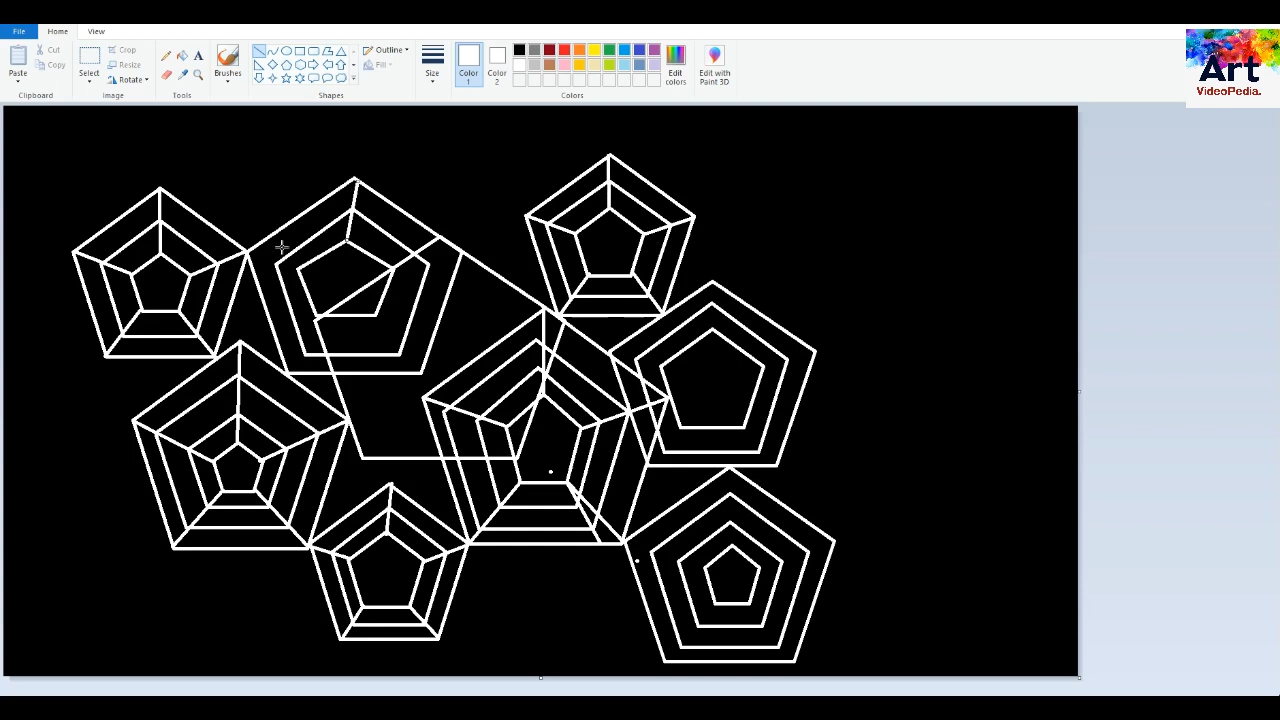 File Home View
Paste
Cut
Copy
Clipboard
Select
Crop
Resize
Rotate
Image
A
Tools
Brushes
Shapes
Outline
Fill
Size
Color
1
Color
2
Colors
Edit
colors
Edit with
Paint 3D
Art
VideoPedia.